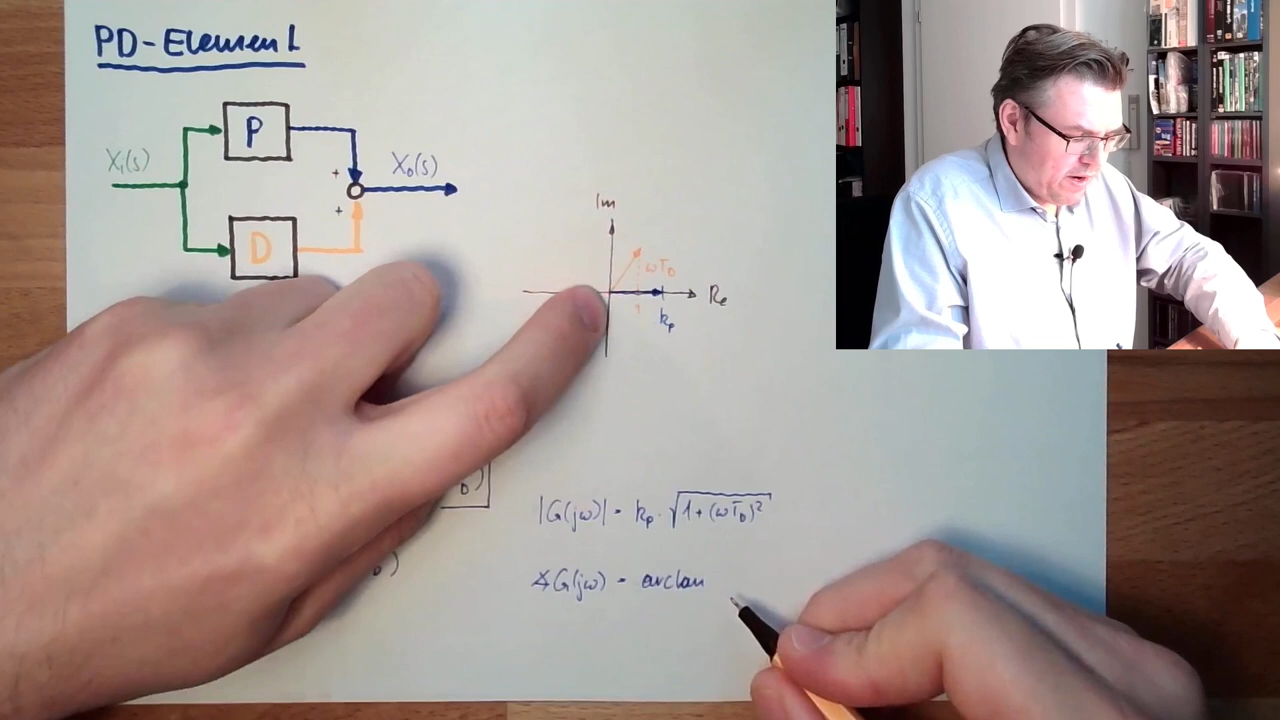 PD-Element
P
X₁(s)
+
X₀(s)
+
D
Im
ωT_D
1
Re
k_p
D)
|G(jω)| = k_p · √1+(ωT_D)²
D)
∡G(jω) = arctan